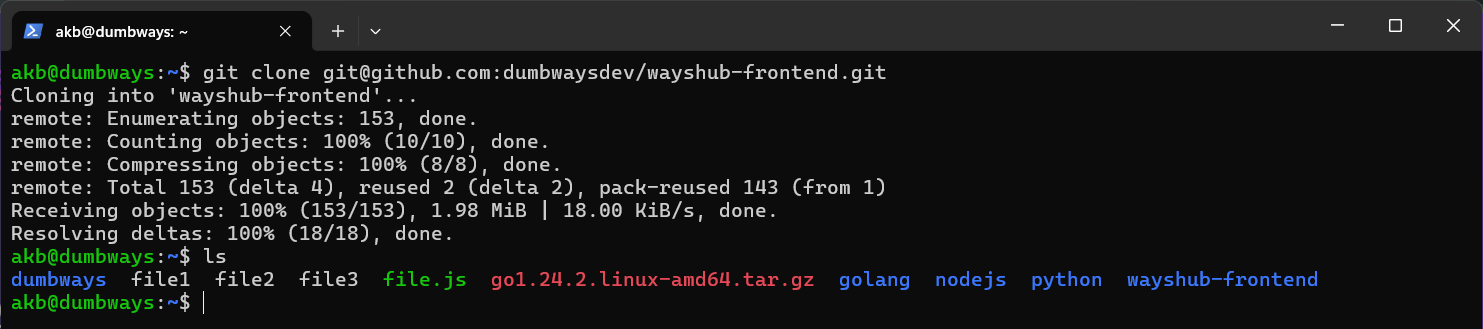 akb@dumbways: ~
akb@dumbways:~$ git clone git@github.com:dumbwaysdev/wayshub-frontend.git
Cloning into 'wayshub-frontend'...
remote: Enumerating objects: 153, done.
remote: Counting objects: 100% (10/10), done.
remote: Compressing objects: 100% (8/8), done.
remote: Total 153 (delta 4), reused 2 (delta 2), pack-reused 143 (from 1)
Receiving objects: 100% (153/153), 1.98 MiB | 18.00 KiB/s, done.
Resolving deltas: 100% (18/18), done.
akb@dumbways:~$ ls
dumbways  file1  file2  file3  file.js  go1.24.2.linux-amd64.tar.gz  golang  nodejs  python  wayshub-frontend
akb@dumbways:~$